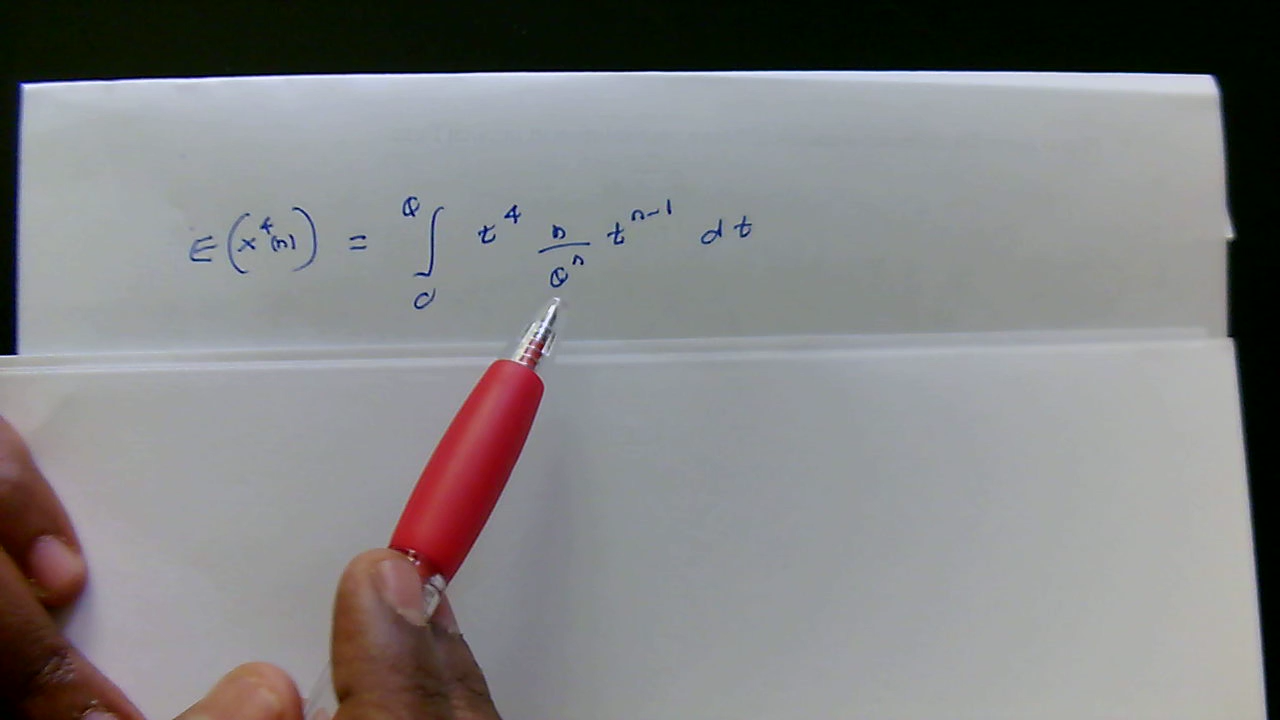 E(X⁴(n)) = ∫₀^θ t⁴ n/θⁿ tⁿ⁻¹ dt